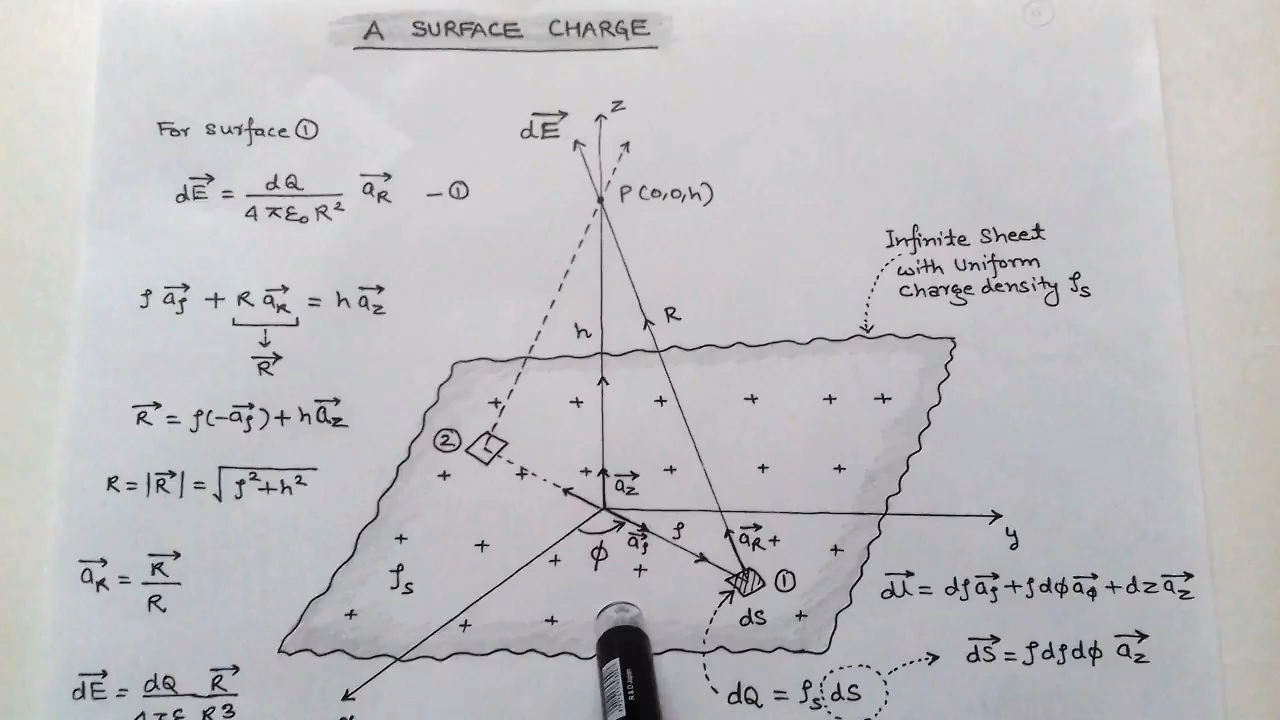 A SURFACE CHARGE
For surface ①
dE⃗ = dQ / 4πε₀R² a⃗_R – ①
ρ a⃗_ρ + R a⃗_R = h a⃗_z
R⃗
R⃗ = ρ(-a⃗_ρ) + h a⃗_z
R = |R⃗| = √(ρ² + h²)
a⃗_R = R⃗ / R
dE⃗ = dQ R⃗ / 4πε R³
dE⃗
z
P(0,0,h)
Infinite Sheet
with Uniform
charge density ρ_s
h
R
②
+ + + + + +
+ + + + + +
a⃗_z
y
+ + + + +
ρ_s
φ
a⃗_ρ
ρ
a⃗_R +
①
+ + + +
dS
dl⃗ = dρ a⃗_ρ + ρ dφ a⃗_φ + dz a⃗_z
dS⃗ = ρ dρ dφ a⃗_z
dQ = ρ_s dS
R & D Japan